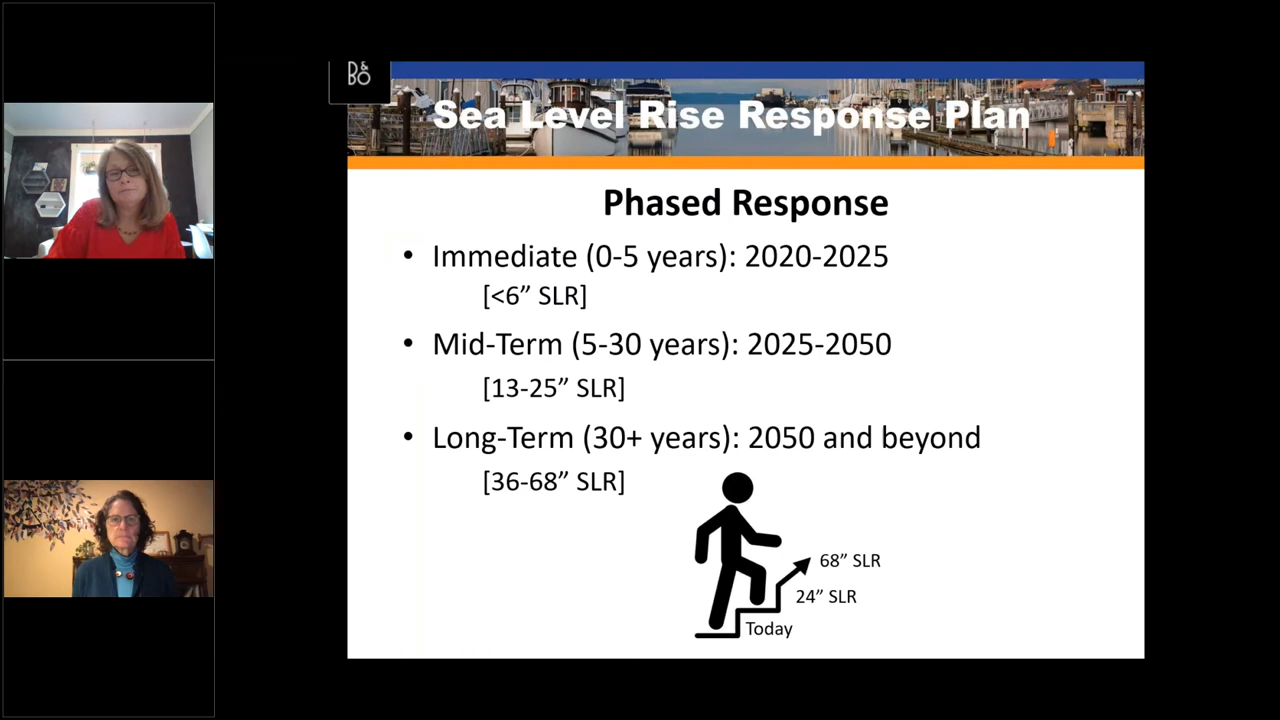 B&
BO
Sea Level Rise Response Plan
Phased Response
• Immediate (0-5 years): 2020-2025
[<6” SLR]
• Mid-Term (5-30 years): 2025-2050
[13-25” SLR]
• Long-Term (30+ years): 2050 and beyond
[36-68” SLR]
68” SLR
24” SLR
Today